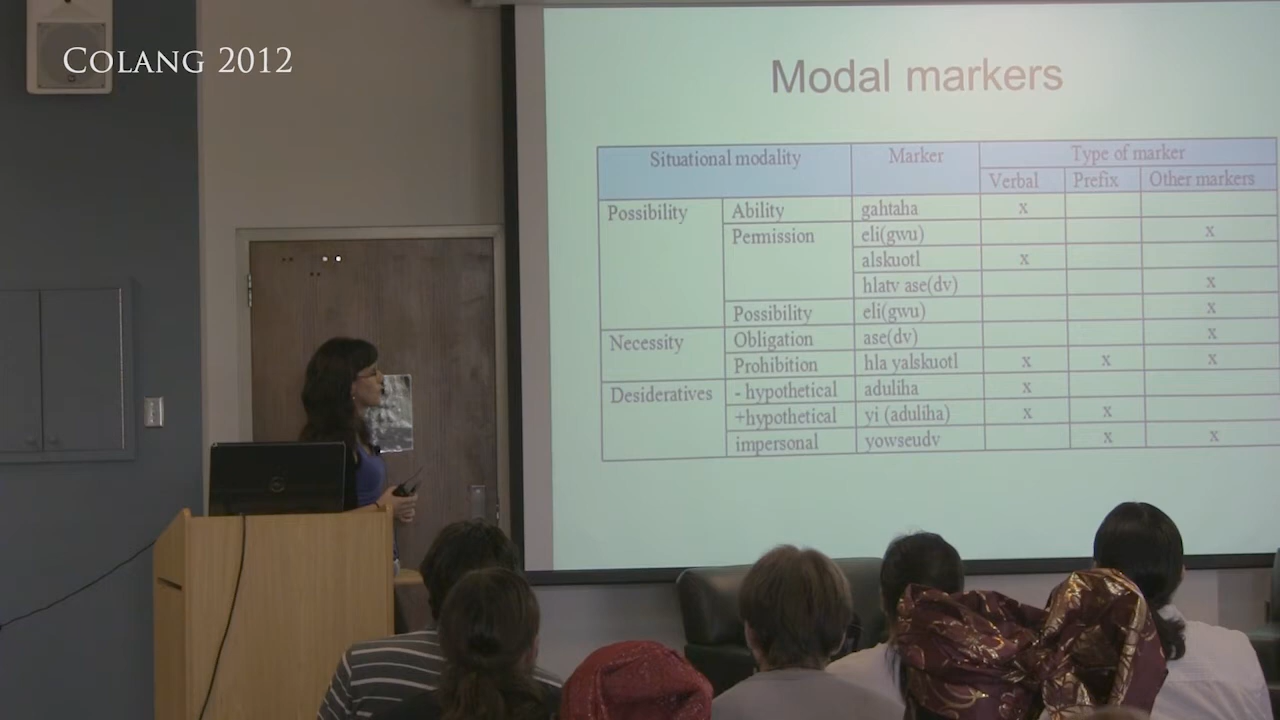 COLANG 2012
Modal markers
Situational modality Marker Type of marker
Verbal Prefix Other markers
Possibility Ability gahtaha x
Permission eli(gwu) x
alskuotl x
hlatv ase(dv) x
Possibility eli(gwu) x
Necessity Obligation ase(dv) x
Prohibition hla yalskuotl x x x
Desideratives - hypothetical aduliha x
+hypothetical yi (aduliha) x x
impersonal yowseudv x x